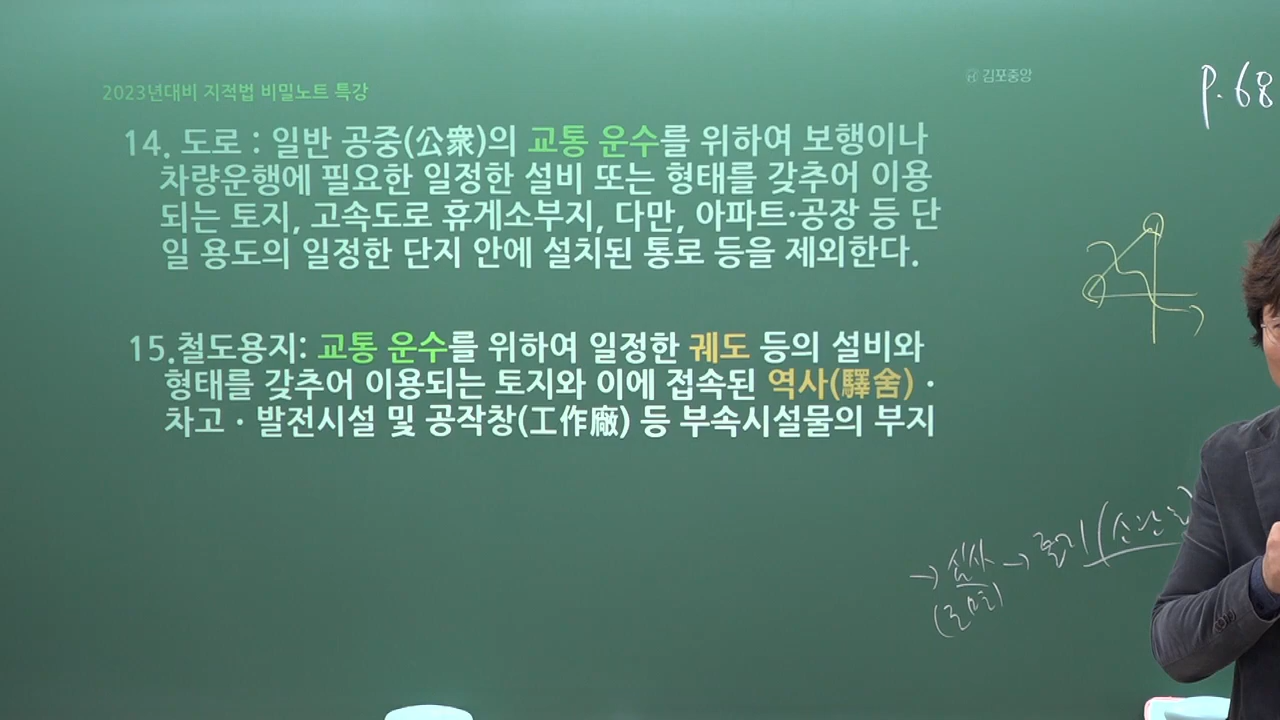 2023년대비 지적법 비밀노트 특강
김포중앙
P.68
14. 도로 : 일반 공중(公衆)의 교통 운수를 위하여 보행이나
차량운행에 필요한 일정한 설비 또는 형태를 갖추어 이용
되는 토지, 고속도로 휴게소부지, 다만, 아파트·공장 등 단
일 용도의 일정한 단지 안에 설치된 통로 등을 제외한다.
15.철도용지: 교통 운수를 위하여 일정한 궤도 등의 설비와
형태를 갖추어 이용되는 토지와 이에 접속된 역사(驛舍) ·
차고 · 발전시설 및 공작창(工作廠) 등 부속시설물의 부지
→ 심사 →